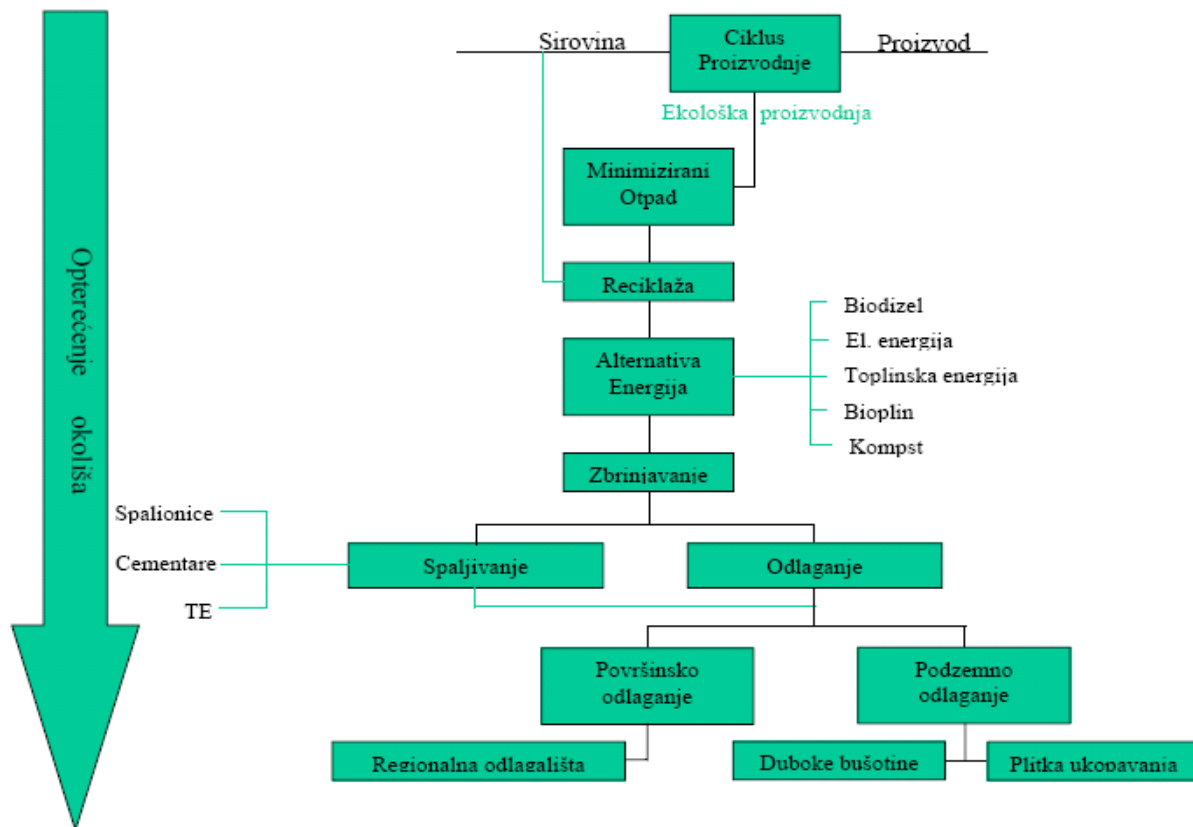 Sirovina
Ciklus
Proizvodnje
Proizvod
Ekološka proizvodnja
Minimizirani
Otpad
Reciklaža
Alternativa
Energija
Biodizel
El. energija
Toplinska energija
Bioplin
Kompst
Zbrinjavanje
Opterećenje okoliša
Spalionice
Cementare
TE
Spaljivanje
Odlaganje
Površinsko
odlaganje
Podzemno
odlaganje
Regionalna odlagališta
Duboke bušotine
Plitka ukopavanja